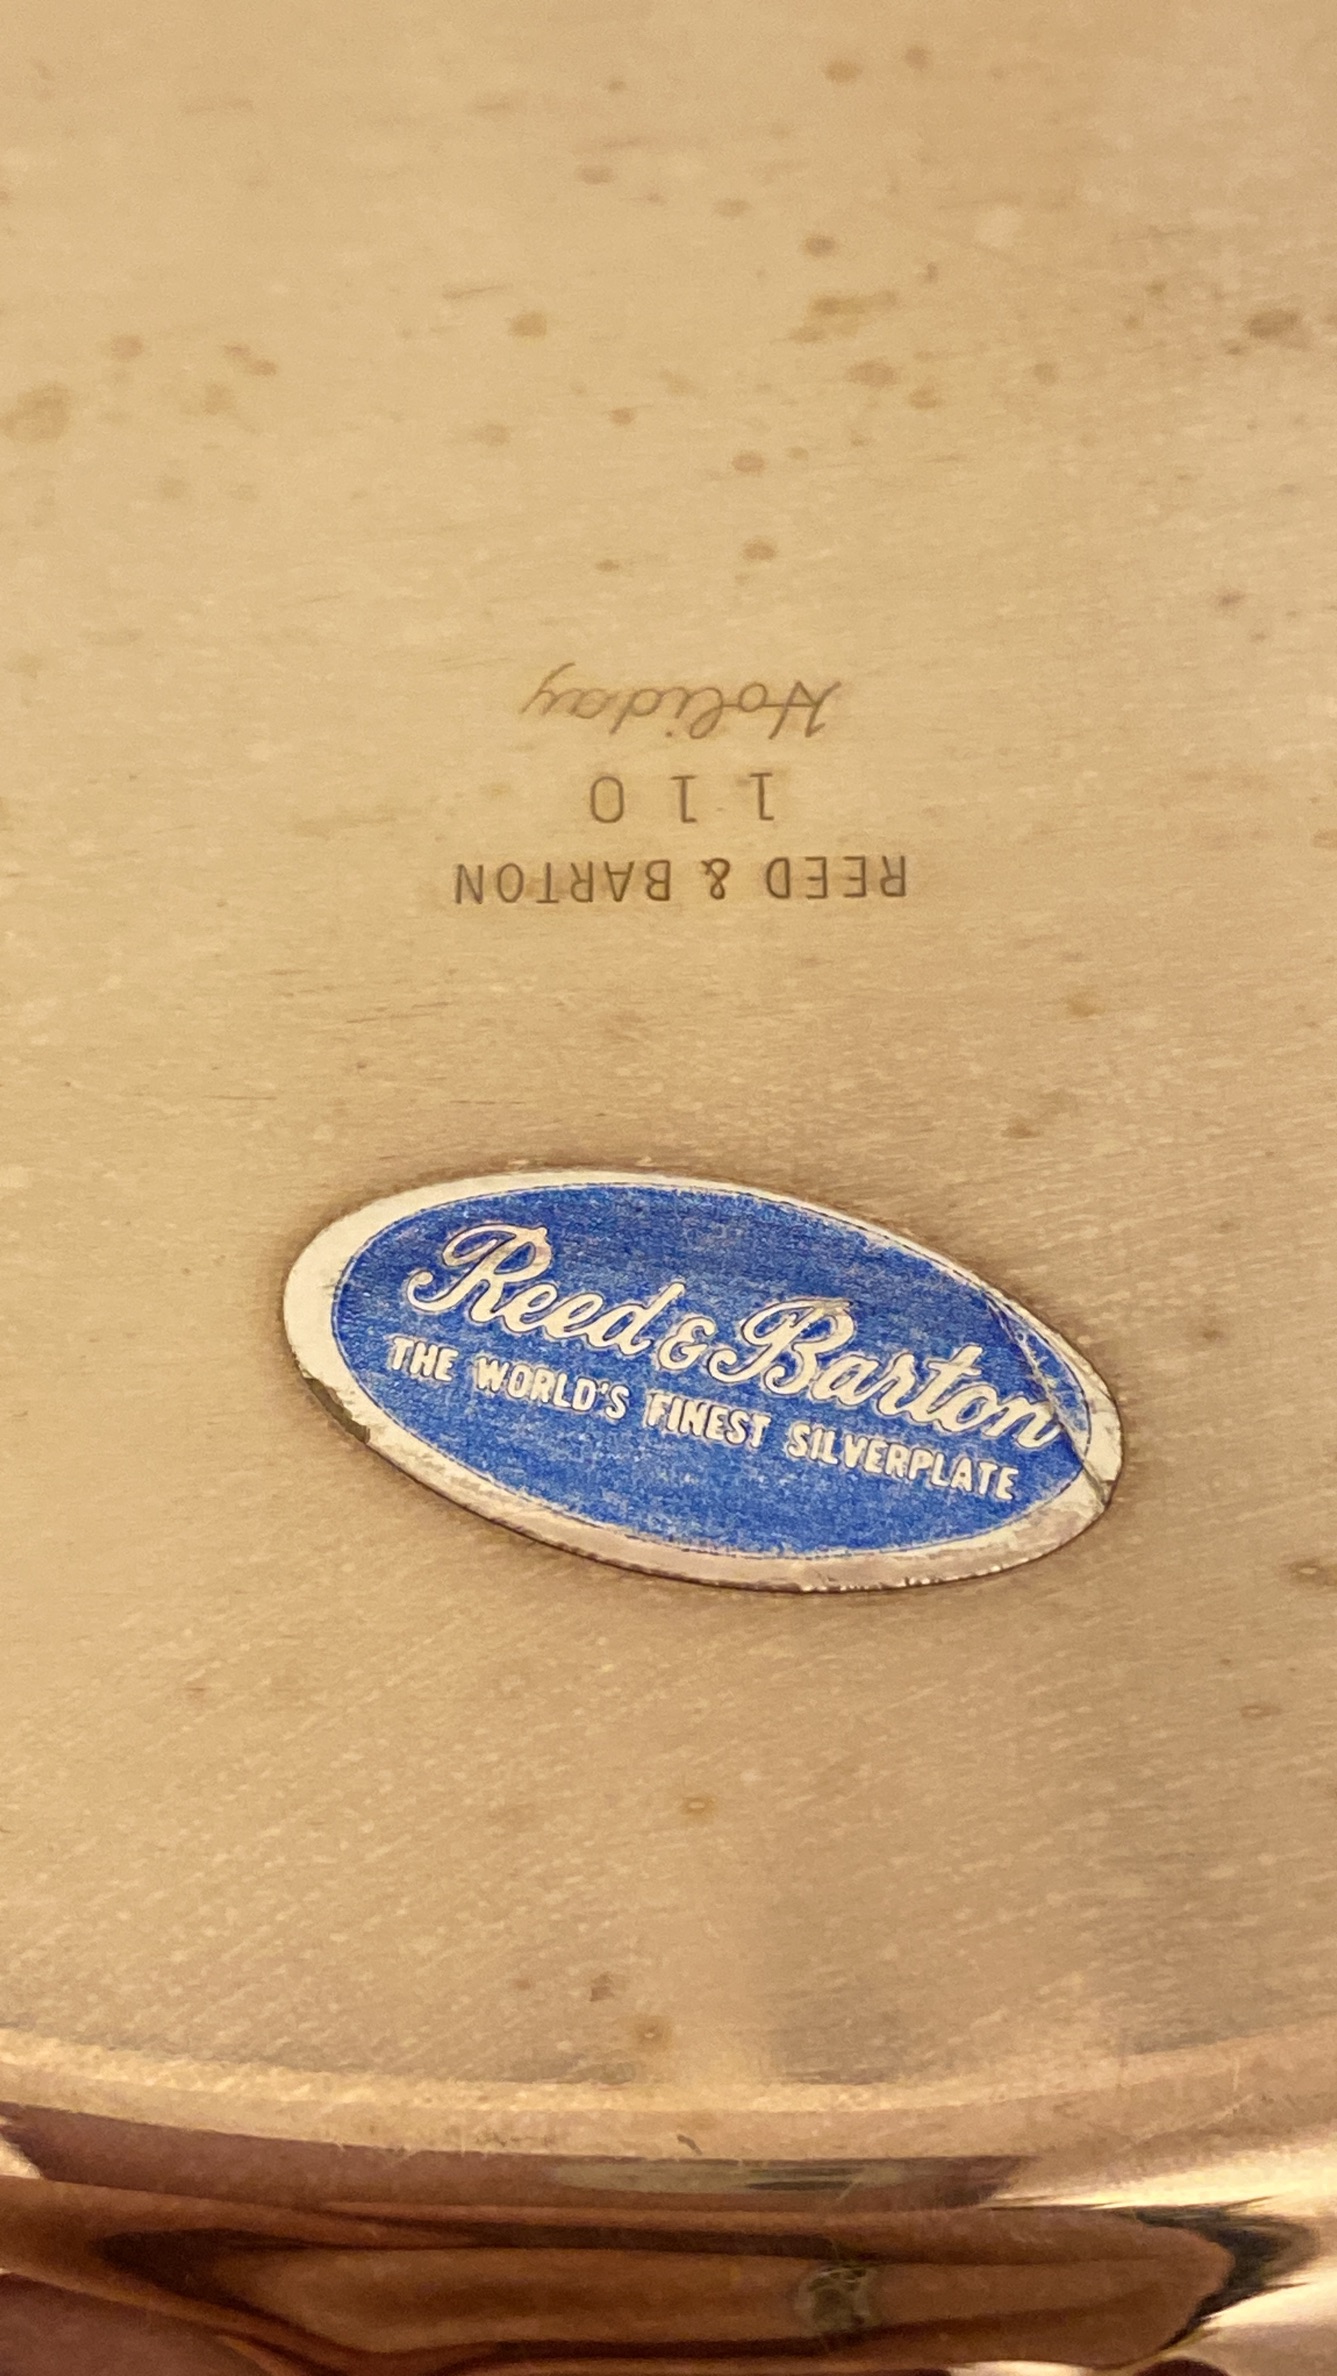 REED & BARTON
110
Holiday
Reed & Barton
THE WORLD'S FINEST SILVERPLATE